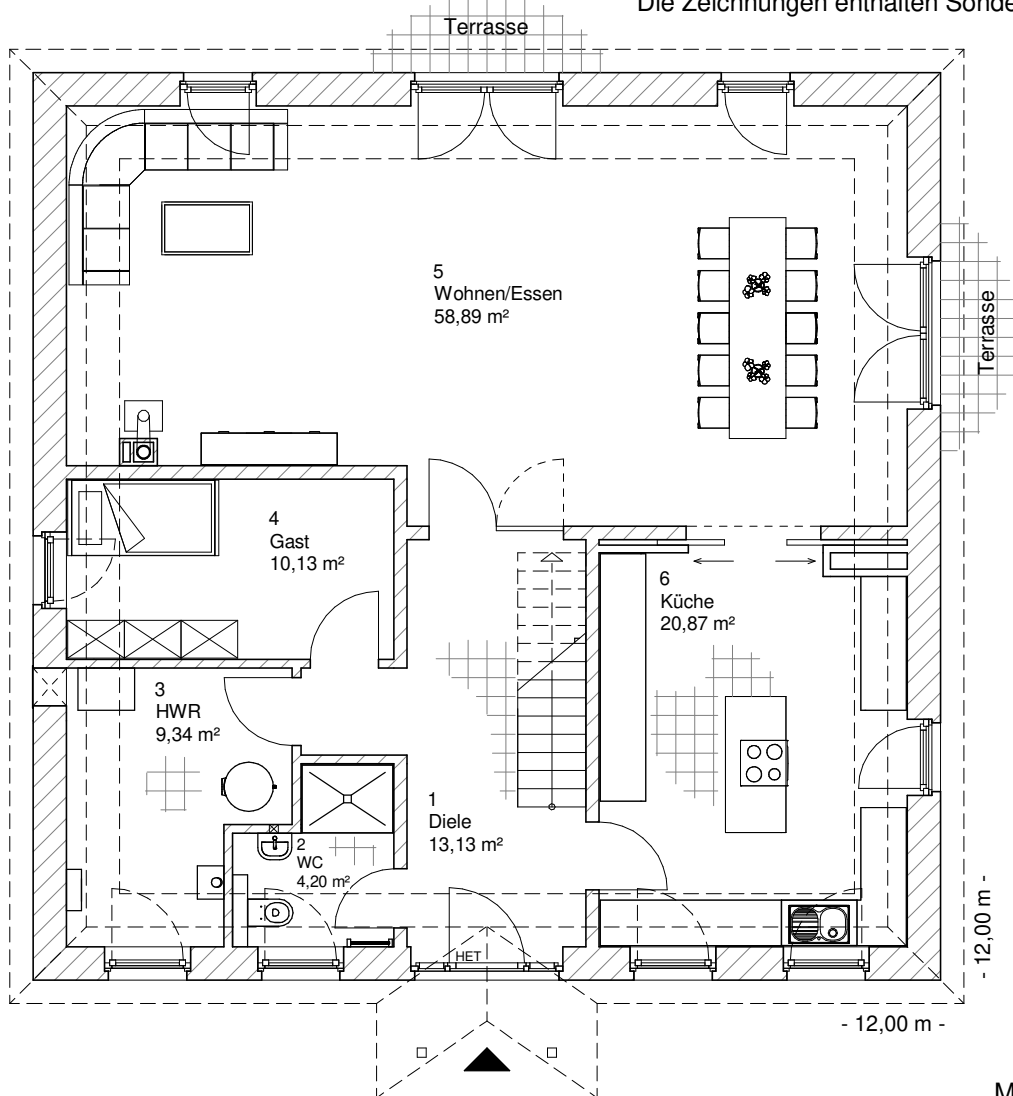 Die Zeichnungen enthalten Sonde
Terrasse
5
Wohnen/Essen
58,89 m²
Terrasse
4
Gast
10,13 m²
6
Küche
20,87 m²
3
HWR
9,34 m²
1
Diele
13,13 m²
2
WC
4,20 m²
HET
- 12,00 m -
- 12,00 m -
M